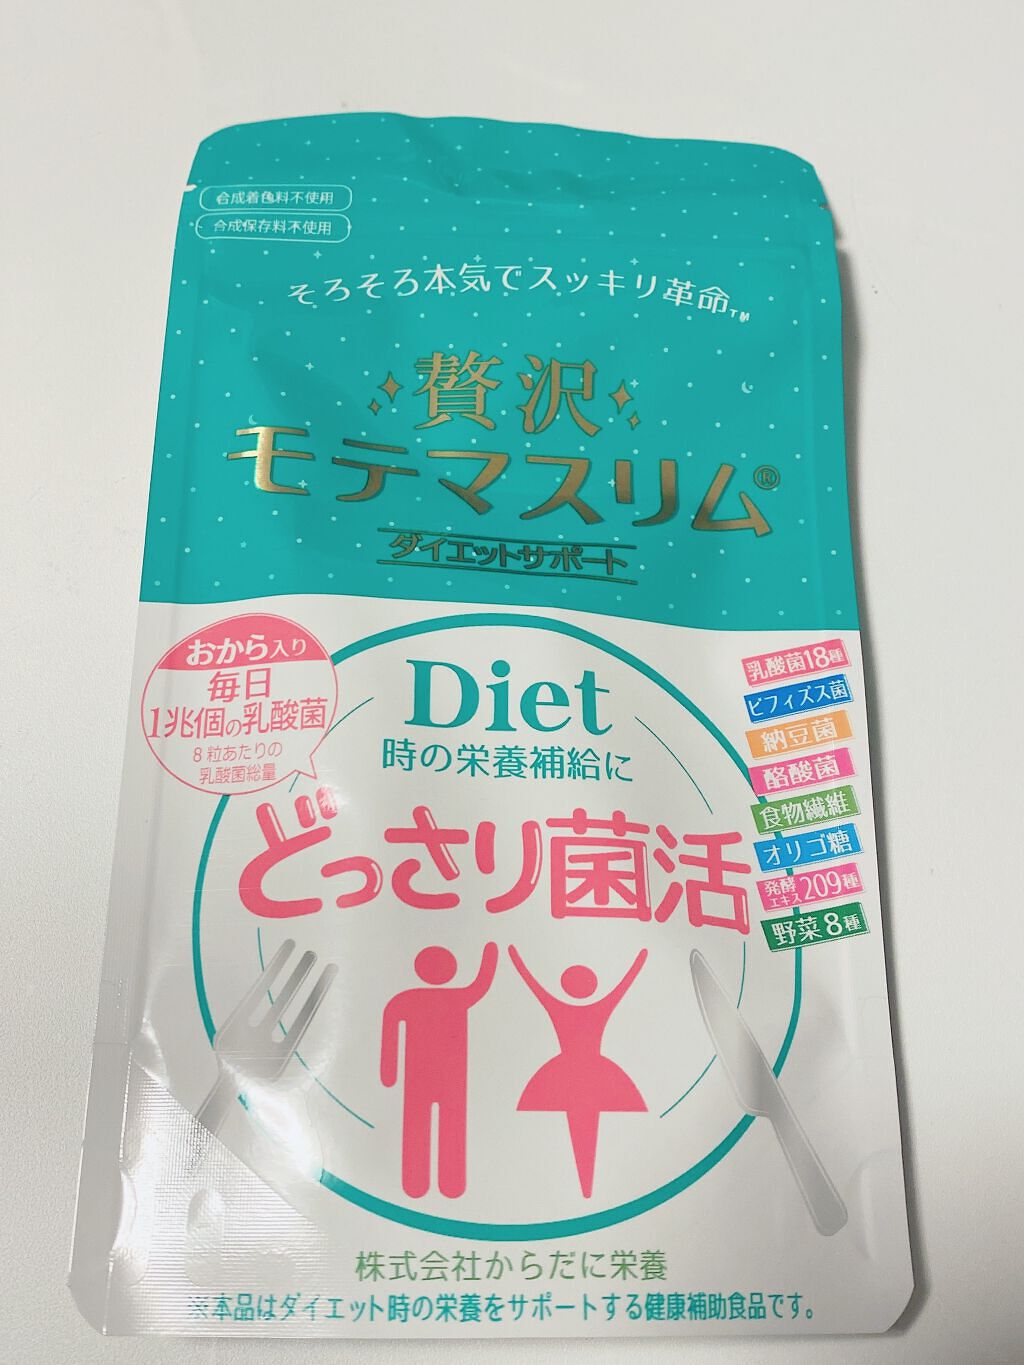 合成着色料不使用
合成保存料不使用
そろそろ本気でスッキリ革命™
贅沢
モテマスリム®
ダイエットサポート
おから入り
毎日
1兆個の乳酸菌
8粒あたりの
乳酸菌総量
Diet
時の栄養補給に
どっさり菌活
乳酸菌18種
ビフィズス菌
納豆菌
酪酸菌
食物繊維
オリゴ糖
発酵
エキス209種
野菜8種
株式会社からだに栄養
※本品はダイエット時の栄養をサポートする健康補助食品です。